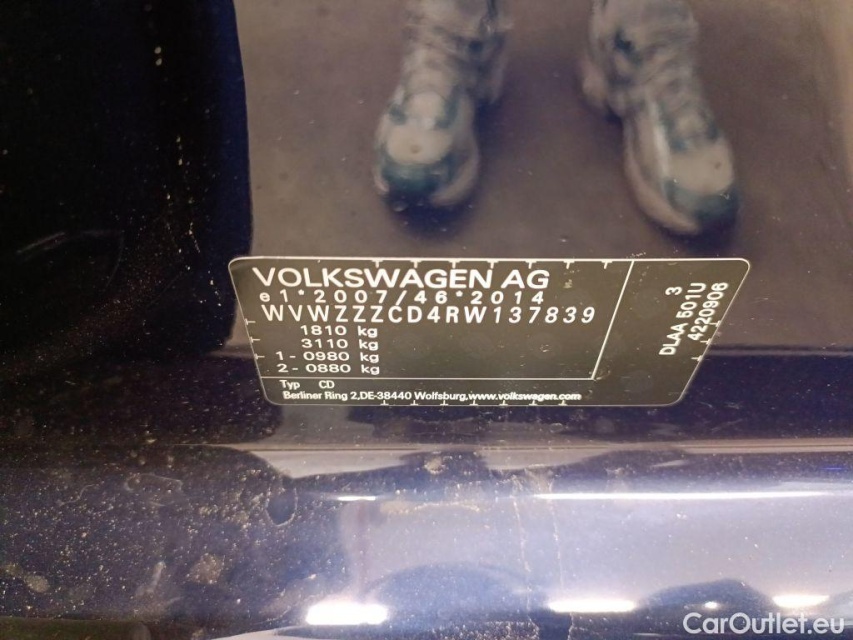 VOLKSWAGEN AG
e1*2007/46*2014
WVWZZZCD4RW137839
1810 kg
3110 kg
1- 0980 kg
2- 0880 kg
Typ CD
Berliner Ring 2,DE-38440 Wolfsburg.www.volkswagen.com
3
DLAA 501U
4220906
CarOutlet.eu